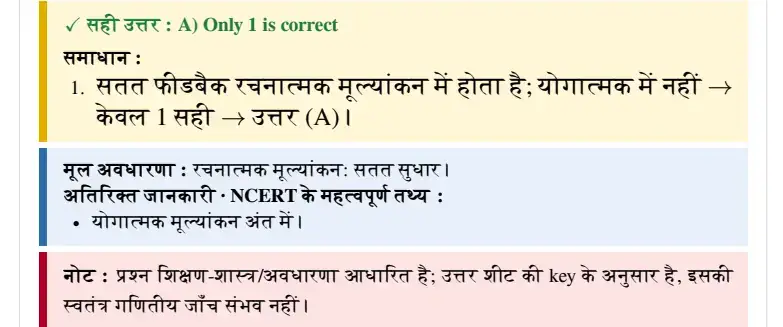 ✓ सही उत्तर : A) Only 1 is correct
समाधान :
1. सतत फीडबैक रचनात्मक मूल्यांकन में होता है; योगात्मक में नहीं →
केवल 1 सही → उत्तर (A)।
मूल अवधारणा : रचनात्मक मूल्यांकन: सतत सुधार।
अतिरिक्त जानकारी · NCERT के महत्वपूर्ण तथ्य :
• योगात्मक मूल्यांकन अंत में।
नोट : प्रश्न शिक्षण-शास्त्र/अवधारणा आधारित है; उत्तर शीट की key के अनुसार है, इसकी
स्वतंत्र गणितीय जाँच संभव नहीं।